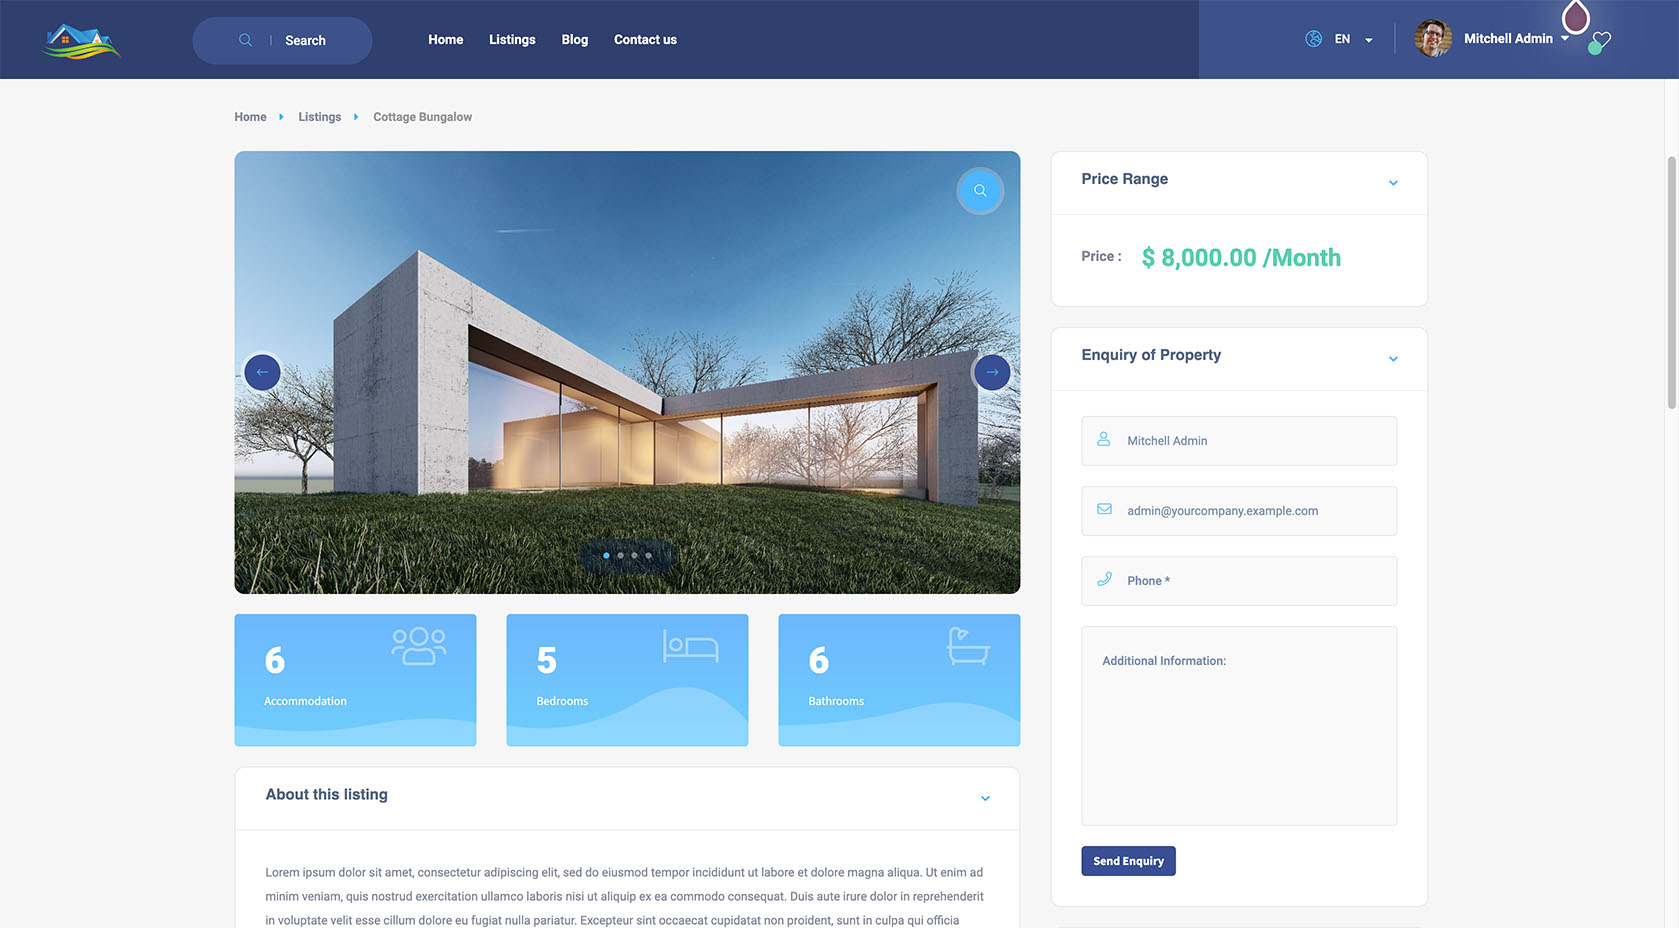 Search
Home
Listings
Blog
Contact us
EN
Mitchell Admin
Home
Listings
Cottage Bungalow
Price Range
Price :
$ 8,000.00 /Month
Enquiry of Property
Mitchell Admin
admin@yourcompany.example.com
Phone *
Additional Information:
Send Enquiry
6
Accommodation
5
Bedrooms
6
Bathrooms
About this listing
Lorem ipsum dolor sit amet, consectetur adipiscing elit, sed do eiusmod tempor incididunt ut labore et dolore magna aliqua. Ut enim ad
minim veniam, quis nostrud exercitation ullamco laboris nisi ut aliquip ex ea commodo consequat. Duis aute irure dolor in reprehenderit
in voluptate velit esse cillum dolore eu fugiat nulla pariatur. Excepteur sint occaecat cupidatat non proident, sunt in culpa qui officia